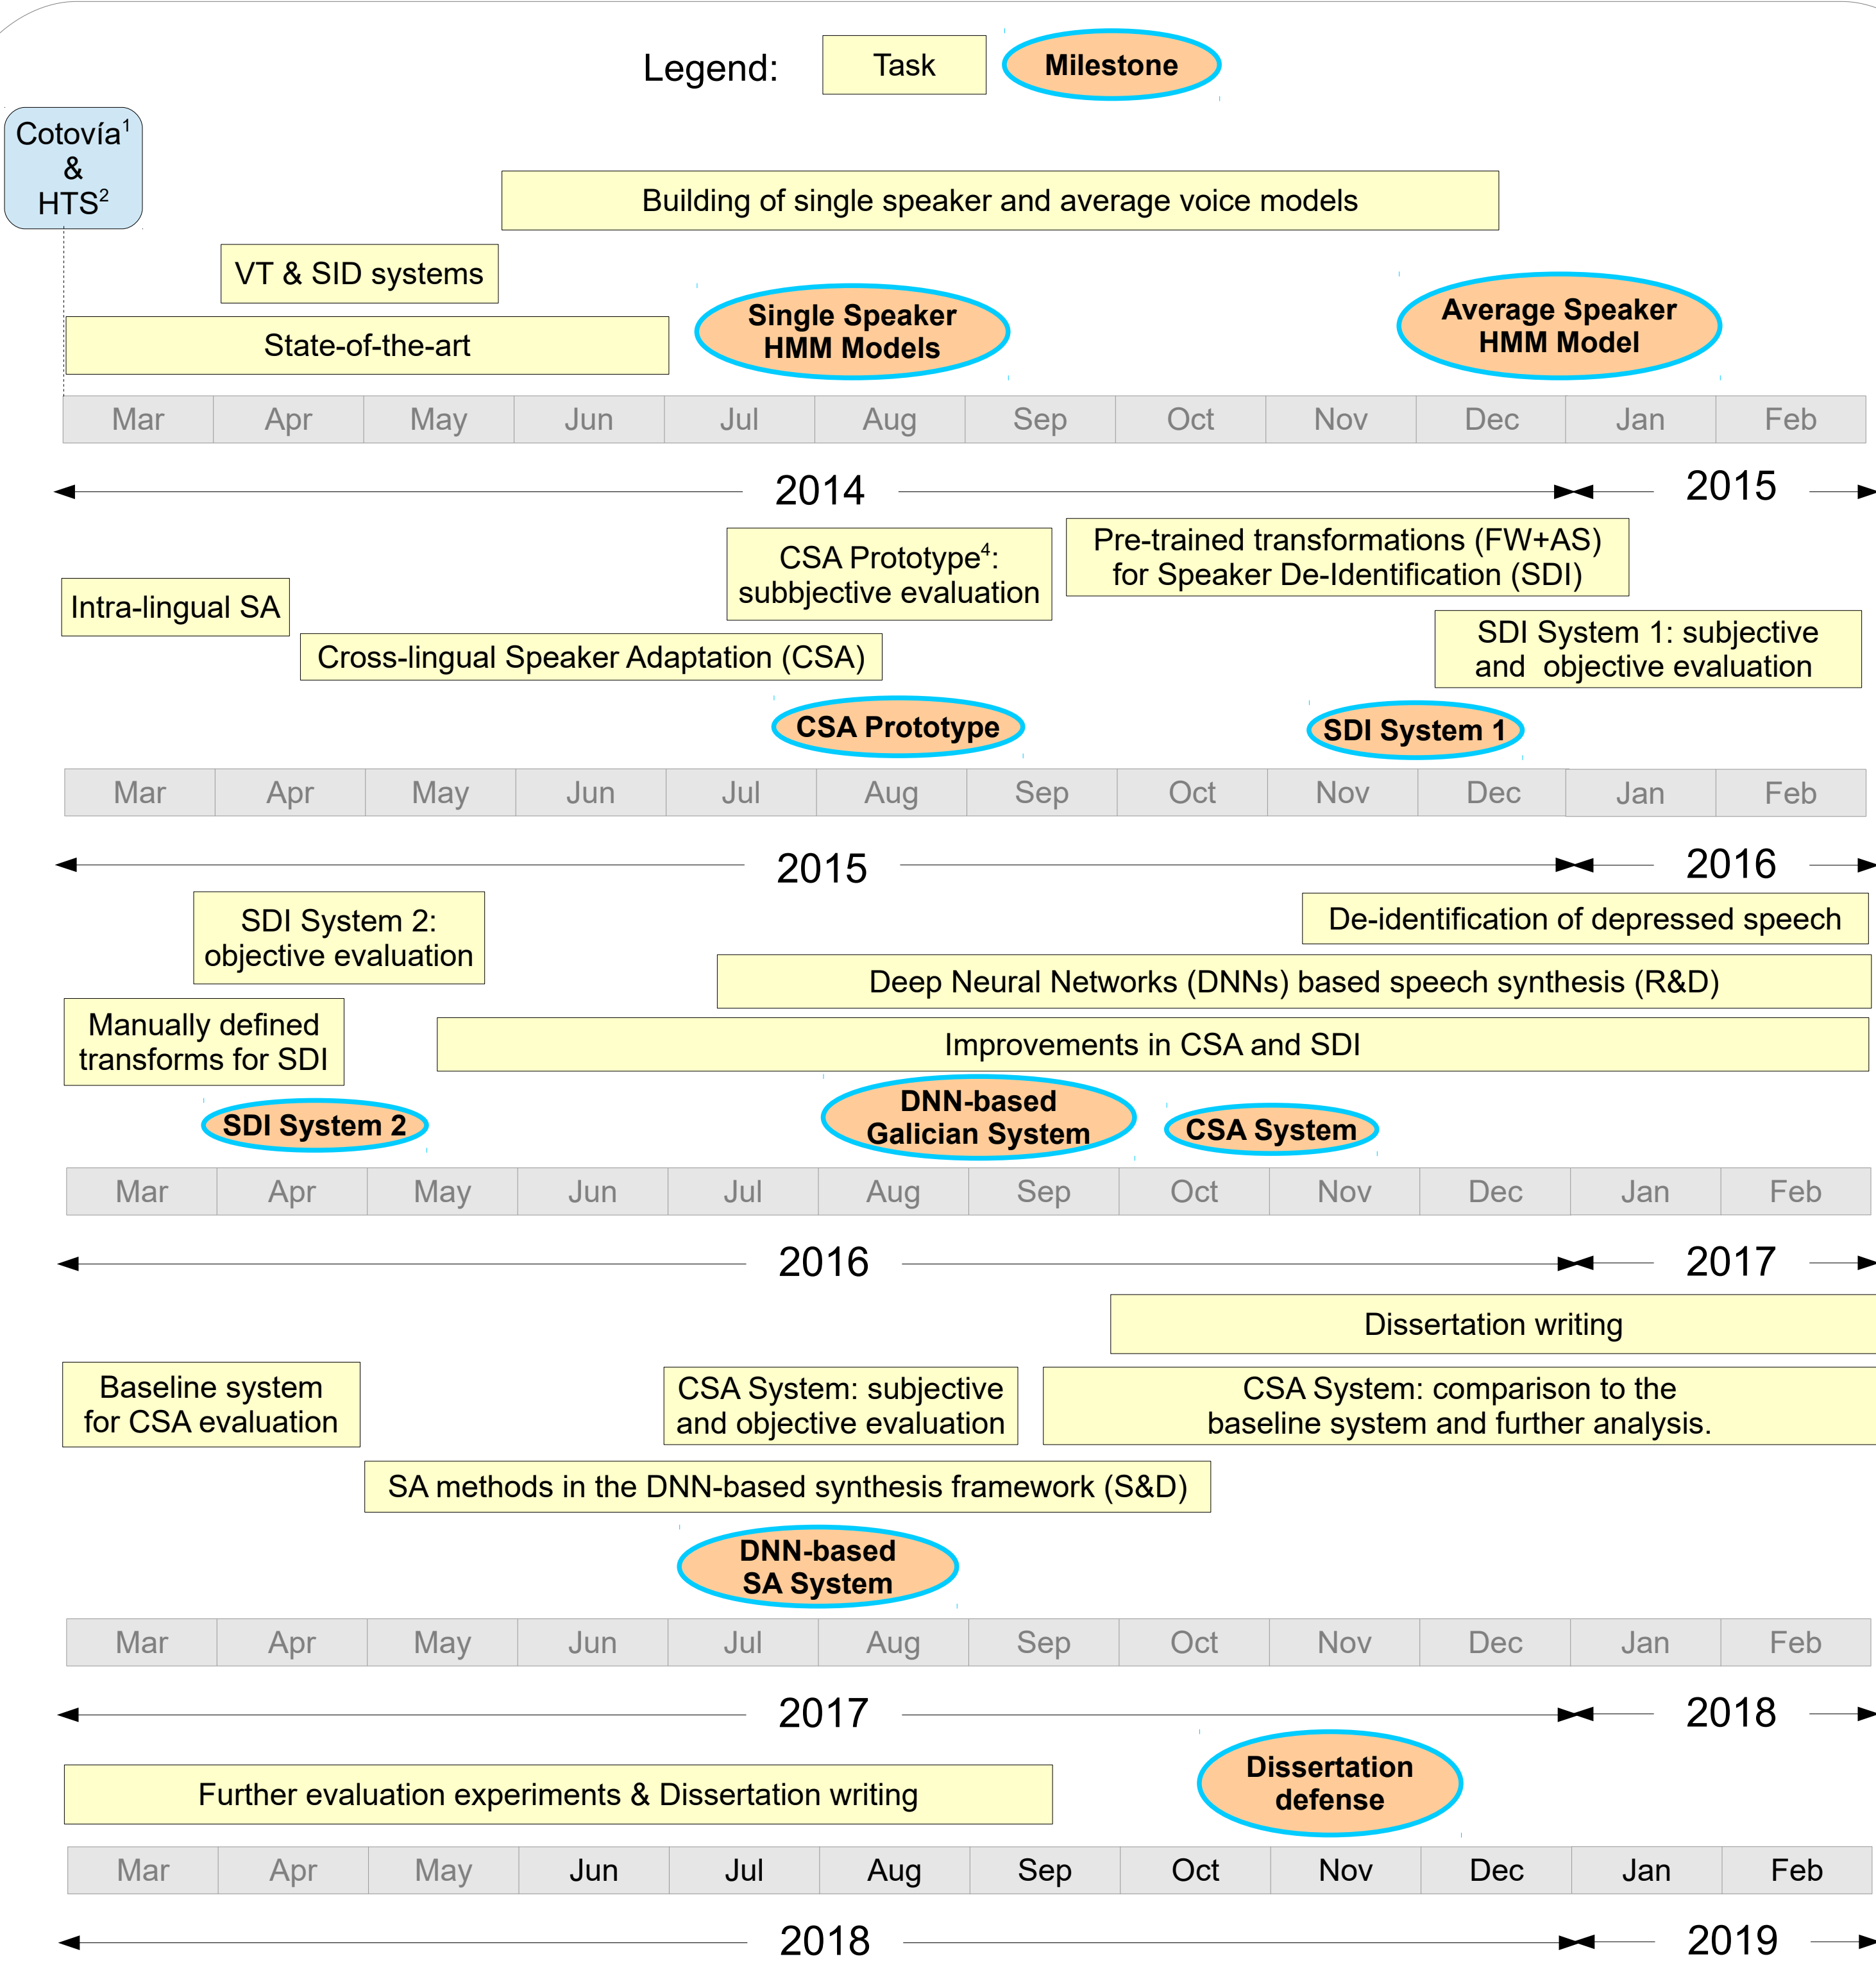 Legend:
Task
Milestone
Cotovía¹
&
HTS²
Building of single speaker and average voice models
VT & SID systems
Single Speaker
HMM Models
Average Speaker
HMM Model
State-of-the-art
Mar Apr May Jun Jul Aug Sep Oct Nov Dec Jan Feb
2014 2015
CSA Prototype⁴:
subbjective evaluation
Pre-trained transformations (FW+AS)
for Speaker De-Identification (SDI)
Intra-lingual SA
Cross-lingual Speaker Adaptation (CSA)
SDI System 1: subjective
and objective evaluation
CSA Prototype
SDI System 1
Mar Apr May Jun Jul Aug Sep Oct Nov Dec Jan Feb
2015 2016
SDI System 2:
objective evaluation
De-identification of depressed speech
Deep Neural Networks (DNNs) based speech synthesis (R&D)
Manually defined
transforms for SDI
Improvements in CSA and SDI
SDI System 2
DNN-based
Galician System
CSA System
Mar Apr May Jun Jul Aug Sep Oct Nov Dec Jan Feb
2016 2017
Dissertation writing
Baseline system
for CSA evaluation
CSA System: subjective
and objective evaluation
CSA System: comparison to the
baseline system and further analysis.
SA methods in the DNN-based synthesis framework (S&D)
DNN-based
SA System
Mar Apr May Jun Jul Aug Sep Oct Nov Dec Jan Feb
2017 2018
Further evaluation experiments & Dissertation writing
Dissertation
defense
Mar Apr May Jun Jul Aug Sep Oct Nov Dec Jan Feb
2018 2019